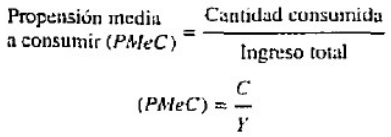 Propensión media
a consumir (PMeC) = Cantidad consumida / Ingreso total
(PMeC) = C / Y